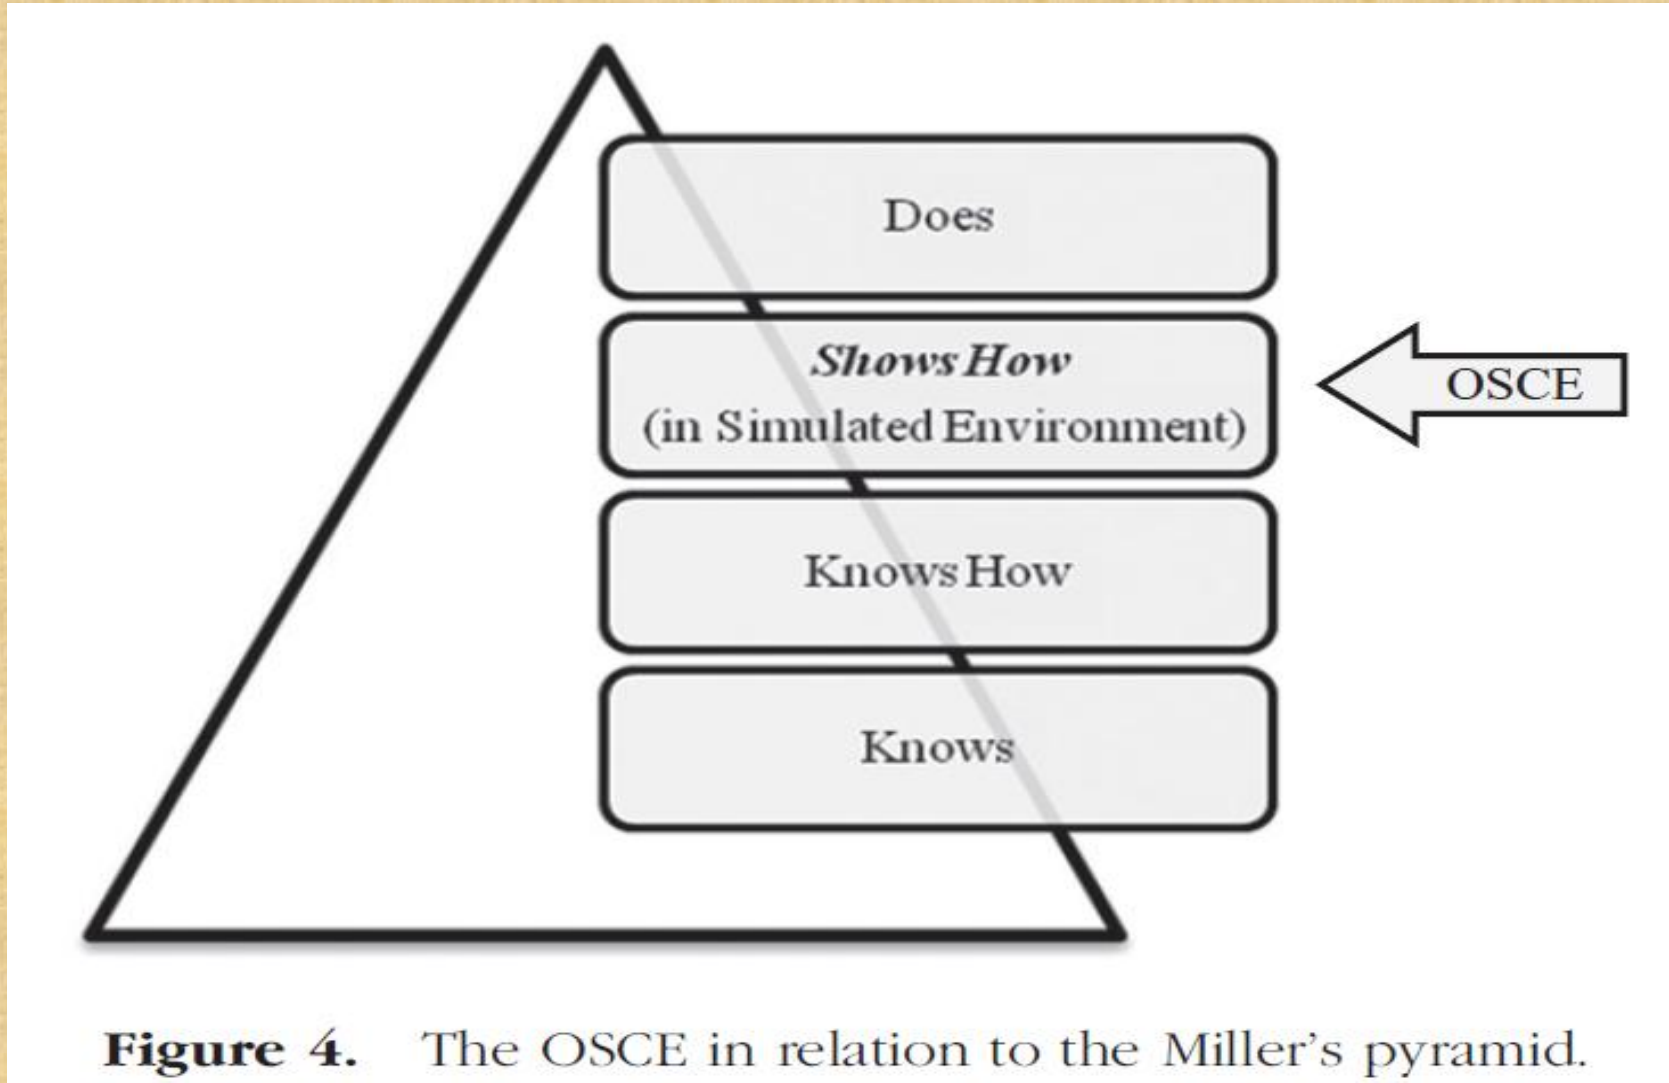 Does
Shows How
(in Simulated Environment)
OSCE
Knows How
Knows
Figure 4. The OSCE in relation to the Miller's pyramid.